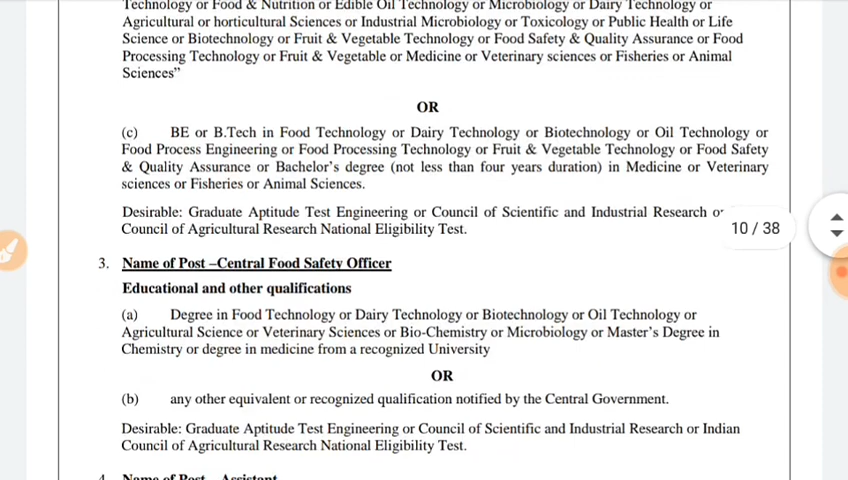 Technology or Food & Nutrition or Edible Oil Technology or Microbiology or Dairy Technology or
Agricultural or horticultural Sciences or Industrial Microbiology or Toxicology or Public Health or Life
Science or Biotechnology or Fruit & Vegetable Technology or Food Safety & Quality Assurance or Food
Processing Technology or Fruit & Vegetable or Medicine or Veterinary sciences or Fisheries or Animal
Sciences”
OR
(c) BE or B.Tech in Food Technology or Dairy Technology or Biotechnology or Oil Technology or
Food Process Engineering or Food Processing Technology or Fruit & Vegetable Technology or Food Safety
& Quality Assurance or Bachelor’s degree (not less than four years duration) in Medicine or Veterinary
sciences or Fisheries or Animal Sciences.
Desirable: Graduate Aptitude Test Engineering or Council of Scientific and Industrial Research
Council of Agricultural Research National Eligibility Test.
10 / 38
3. Name of Post –Central Food Safety Officer
Educational and other qualifications
(a) Degree in Food Technology or Dairy Technology or Biotechnology or Oil Technology or
Agricultural Science or Veterinary Sciences or Bio-Chemistry or Microbiology or Master’s Degree in
Chemistry or degree in medicine from a recognized University
OR
(b) any other equivalent or recognized qualification notified by the Central Government.
Desirable: Graduate Aptitude Test Engineering or Council of Scientific and Industrial Research or Indian
Council of Agricultural Research National Eligibility Test.
Name of Post Assistant